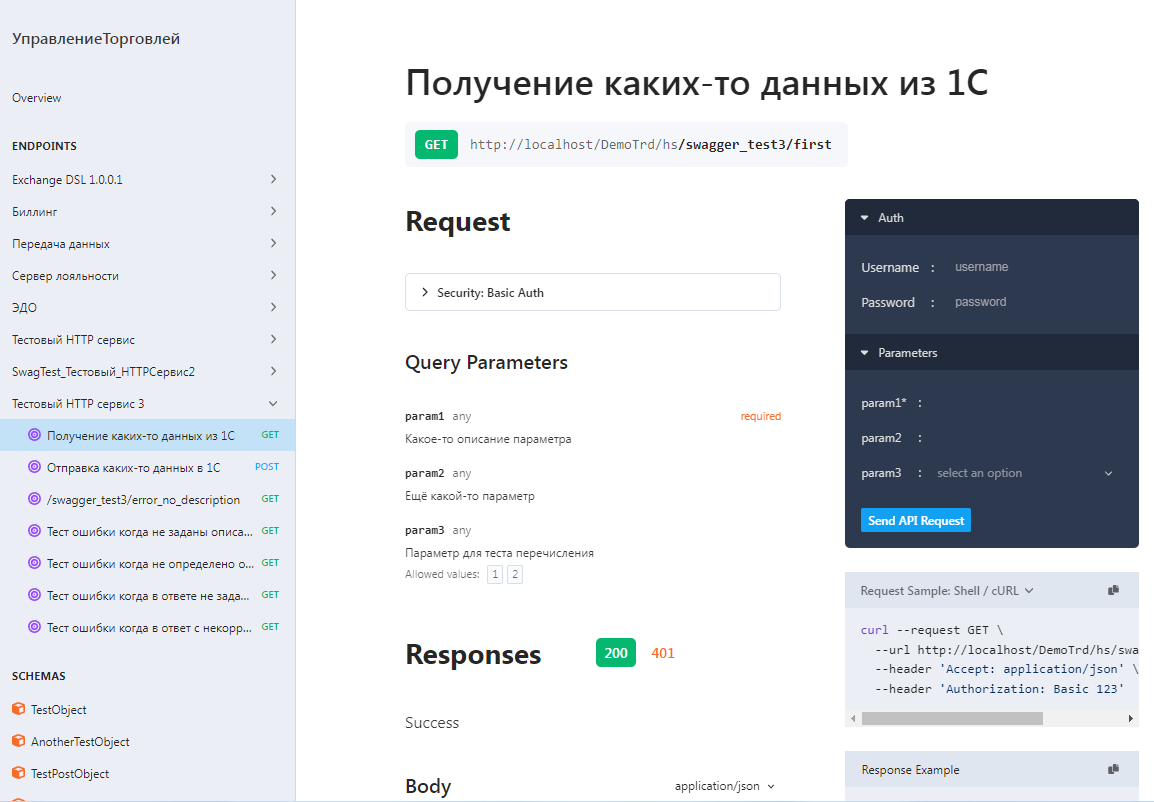 УправлениеТорговлей
Overview
ENDPOINTS
Exchange DSL 1.0.0.1
Биллинг
Передача данных
Сервер лояльности
ЭДО
Тестовый HTTP сервис
SwagTest_Тестовый_HTTPСервис2
Тестовый HTTP сервис 3
Получение каких-то данных из 1С GET
Отправка каких-то данных в 1С POST
/swagger_test3/error_no_description GET
Тест ошибки когда не заданы описа... GET
Тест ошибки когда не определено о... GET
Тест ошибки когда в ответе не зада... GET
Тест ошибки когда в ответ с некорр... GET
SCHEMAS
TestObject
AnotherTestObject
TestPostObject
Получение каких-то данных из 1С
GET http://localhost/DemoTrd/hs/swagger_test3/first
Request
Security: Basic Auth
Query Parameters
param1 any required
Какое-то описание параметра
param2 any
Ещё какой-то параметр
param3 any
Параметр для теста перечисления
Allowed values: 1 2
Responses 200 401
Success
Body application/json
Auth
Username : username
Password : password
Parameters
param1* :
param2 :
param3 : select an option
Send API Request
Request Sample: Shell / cURL
curl --request GET \
--url http://localhost/DemoTrd/hs/swa
--header 'Accept: application/json' \
--header 'Authorization: Basic 123'
Response Example